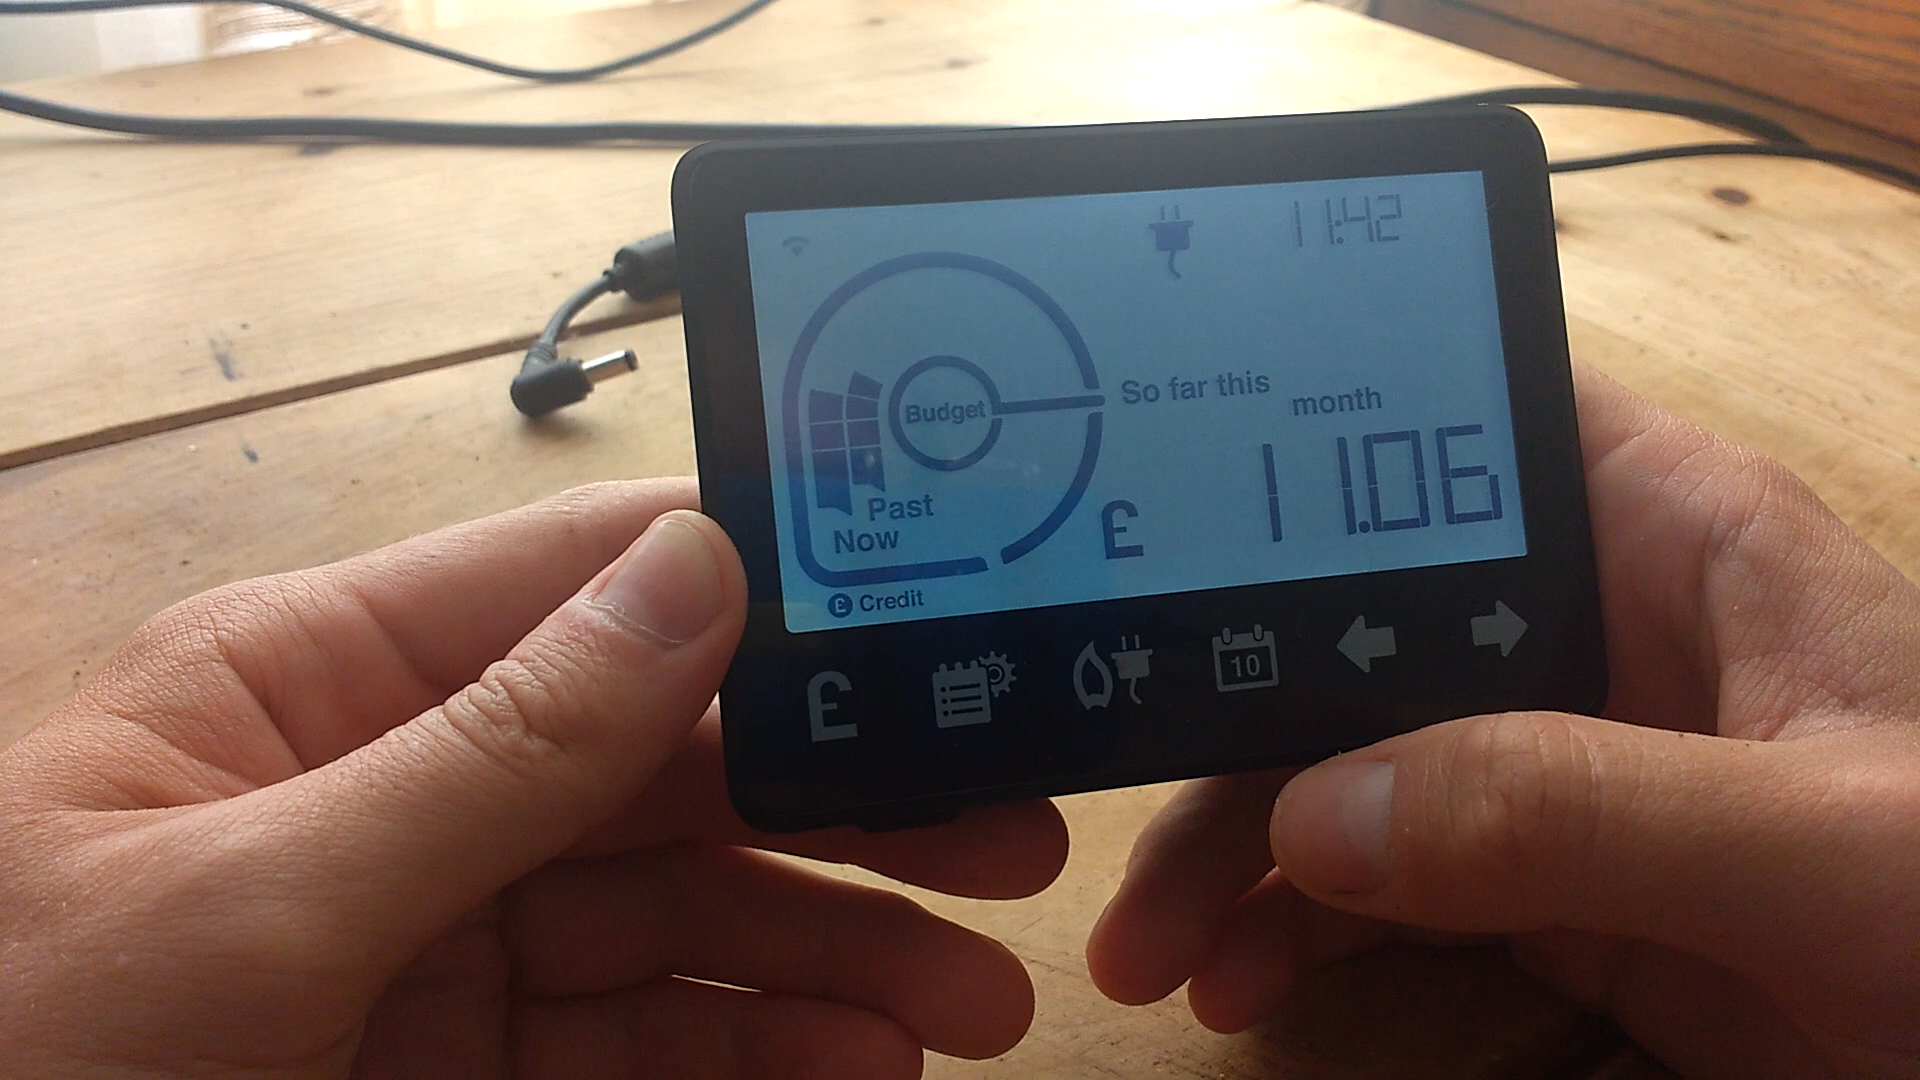 11:42
Budget
So far this
month
£ 11.06
Past
Now
£ Credit
£
10